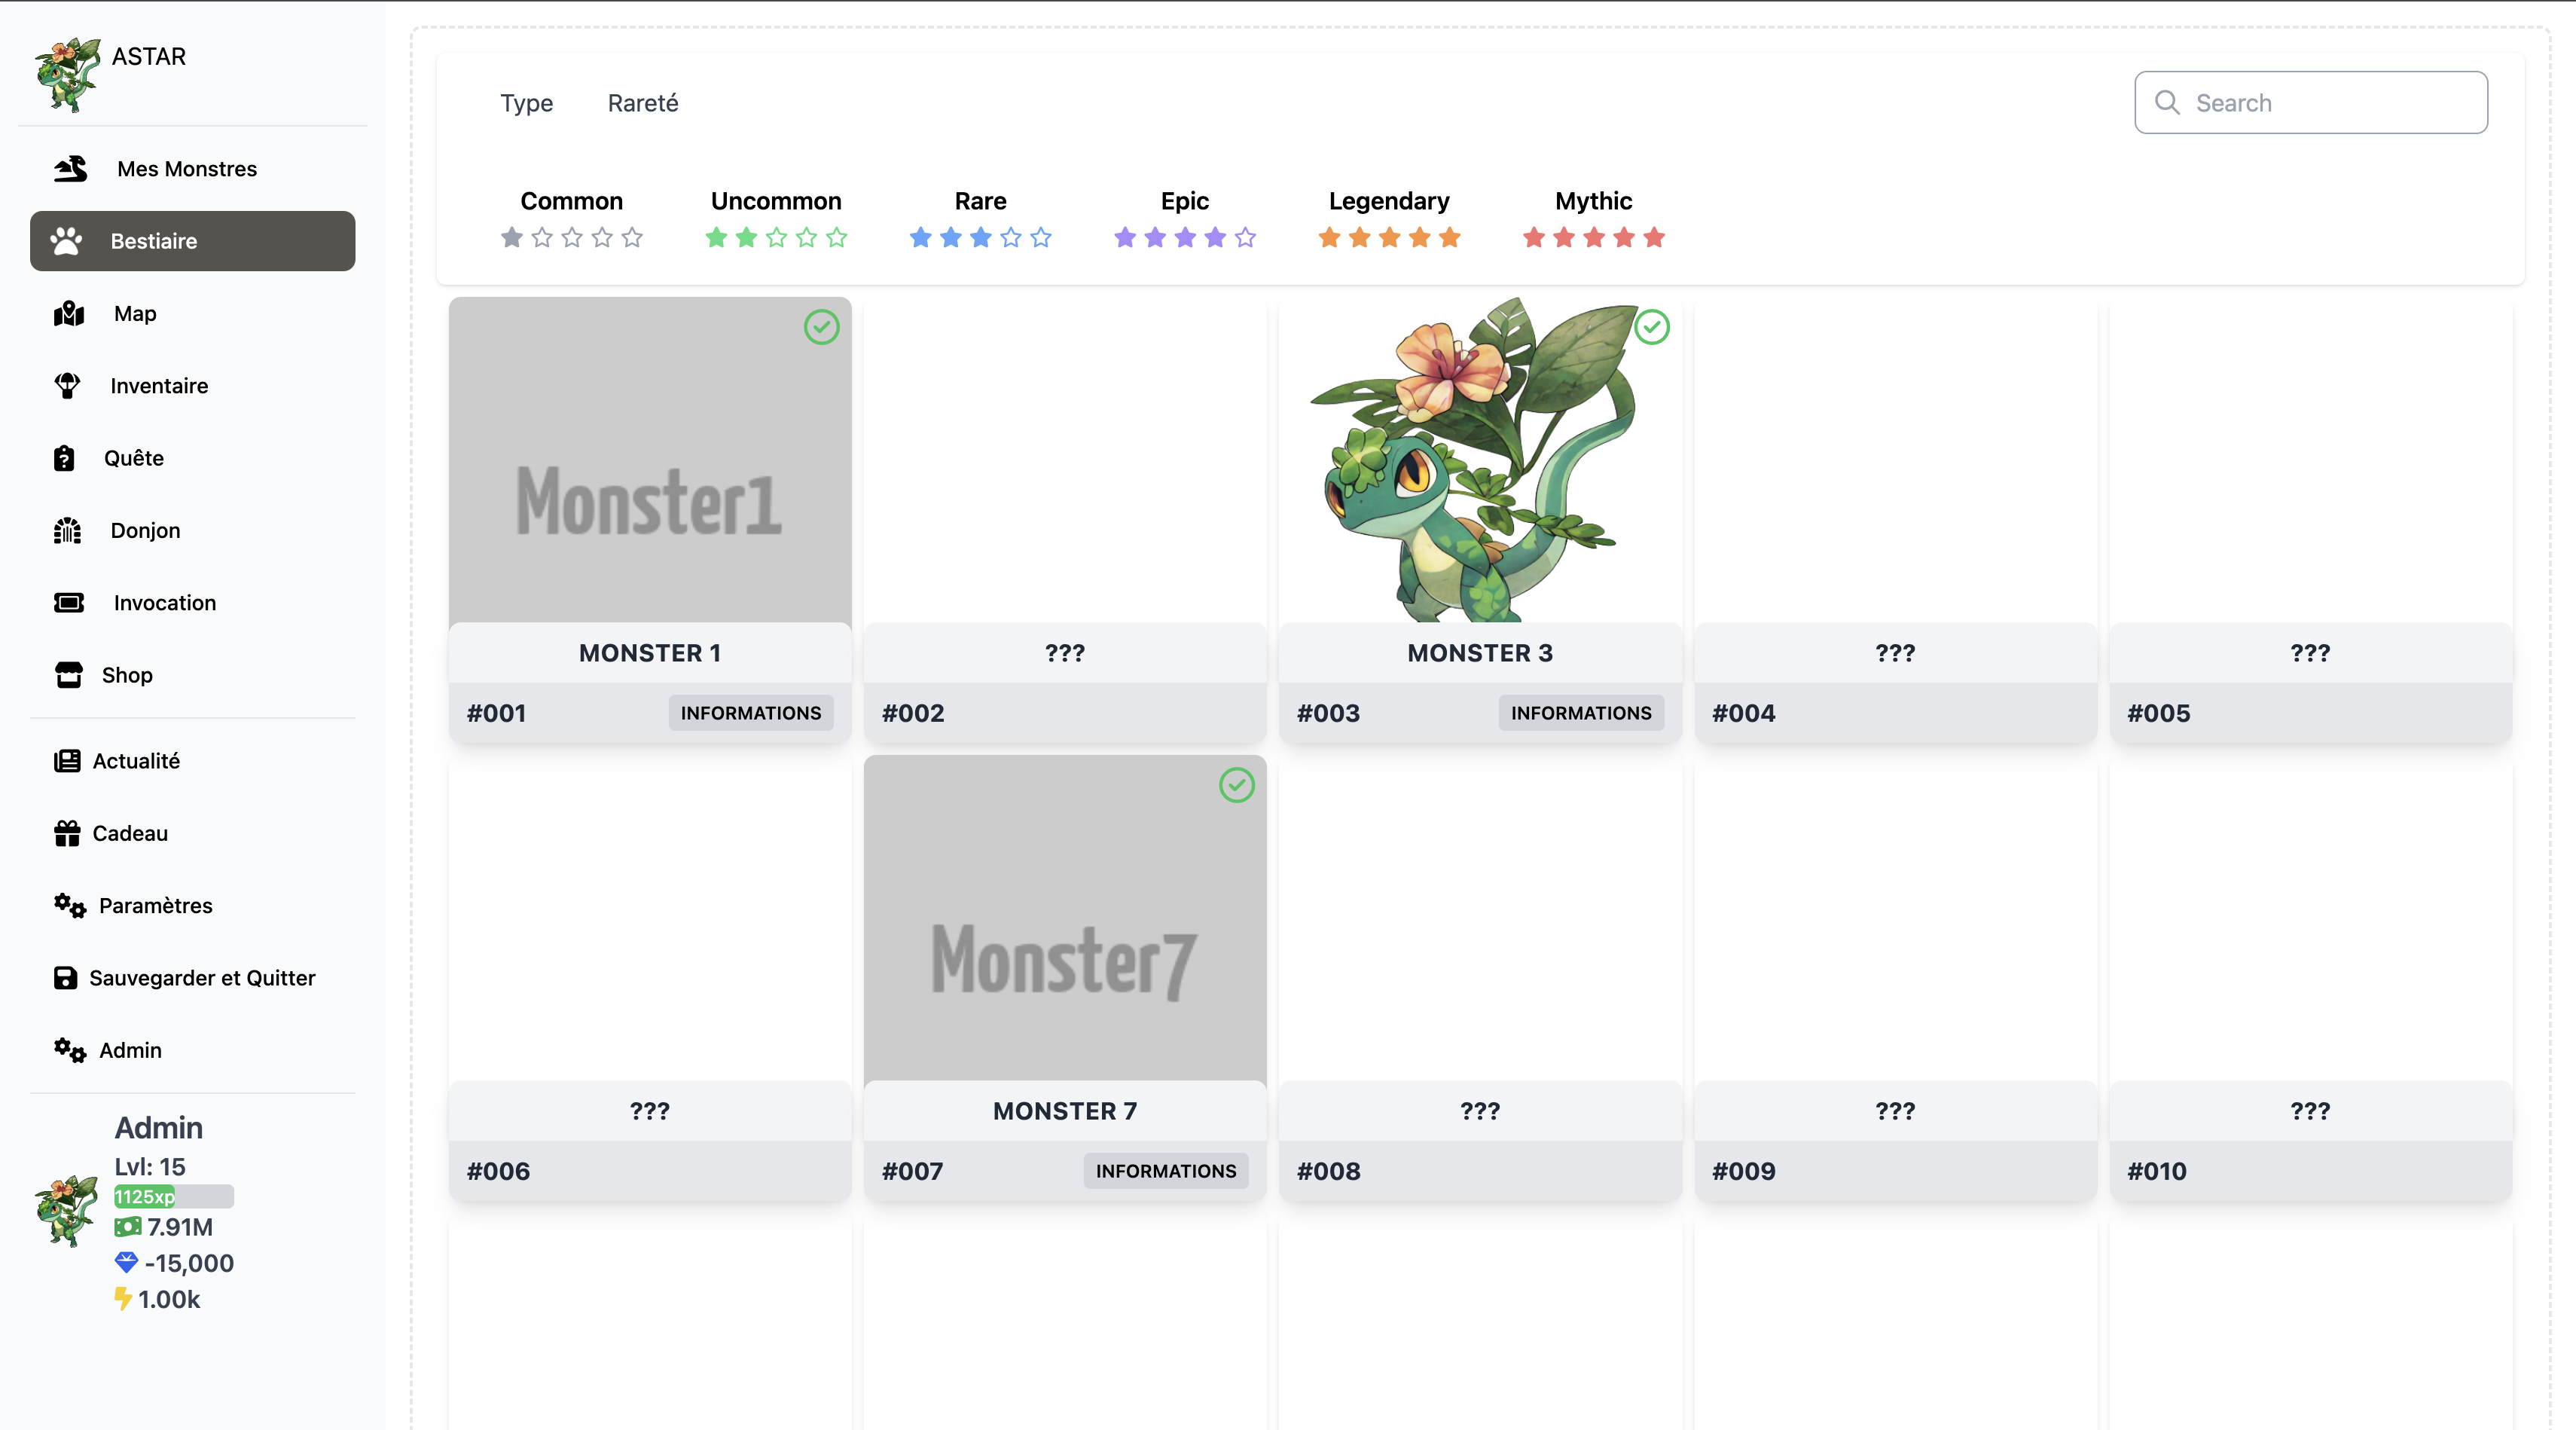 ASTAR
Mes Monstres
Bestiaire
Map
Inventaire
Quête
Donjon
Invocation
Shop
Actualité
Cadeau
Paramètres
Sauvegarder et Quitter
Admin
Admin
Lvl: 15
1125xp
7.91M
-15,000
1.00k
Type Rareté
Search
Common Uncommon Rare Epic Legendary Mythic
Monster1
MONSTER 1 ??? MONSTER 3 ??? ???
#001 INFORMATIONS #002 #003 INFORMATIONS #004 #005
Monster7
??? MONSTER 7 ??? ??? ???
#006 #007 INFORMATIONS #008 #009 #010